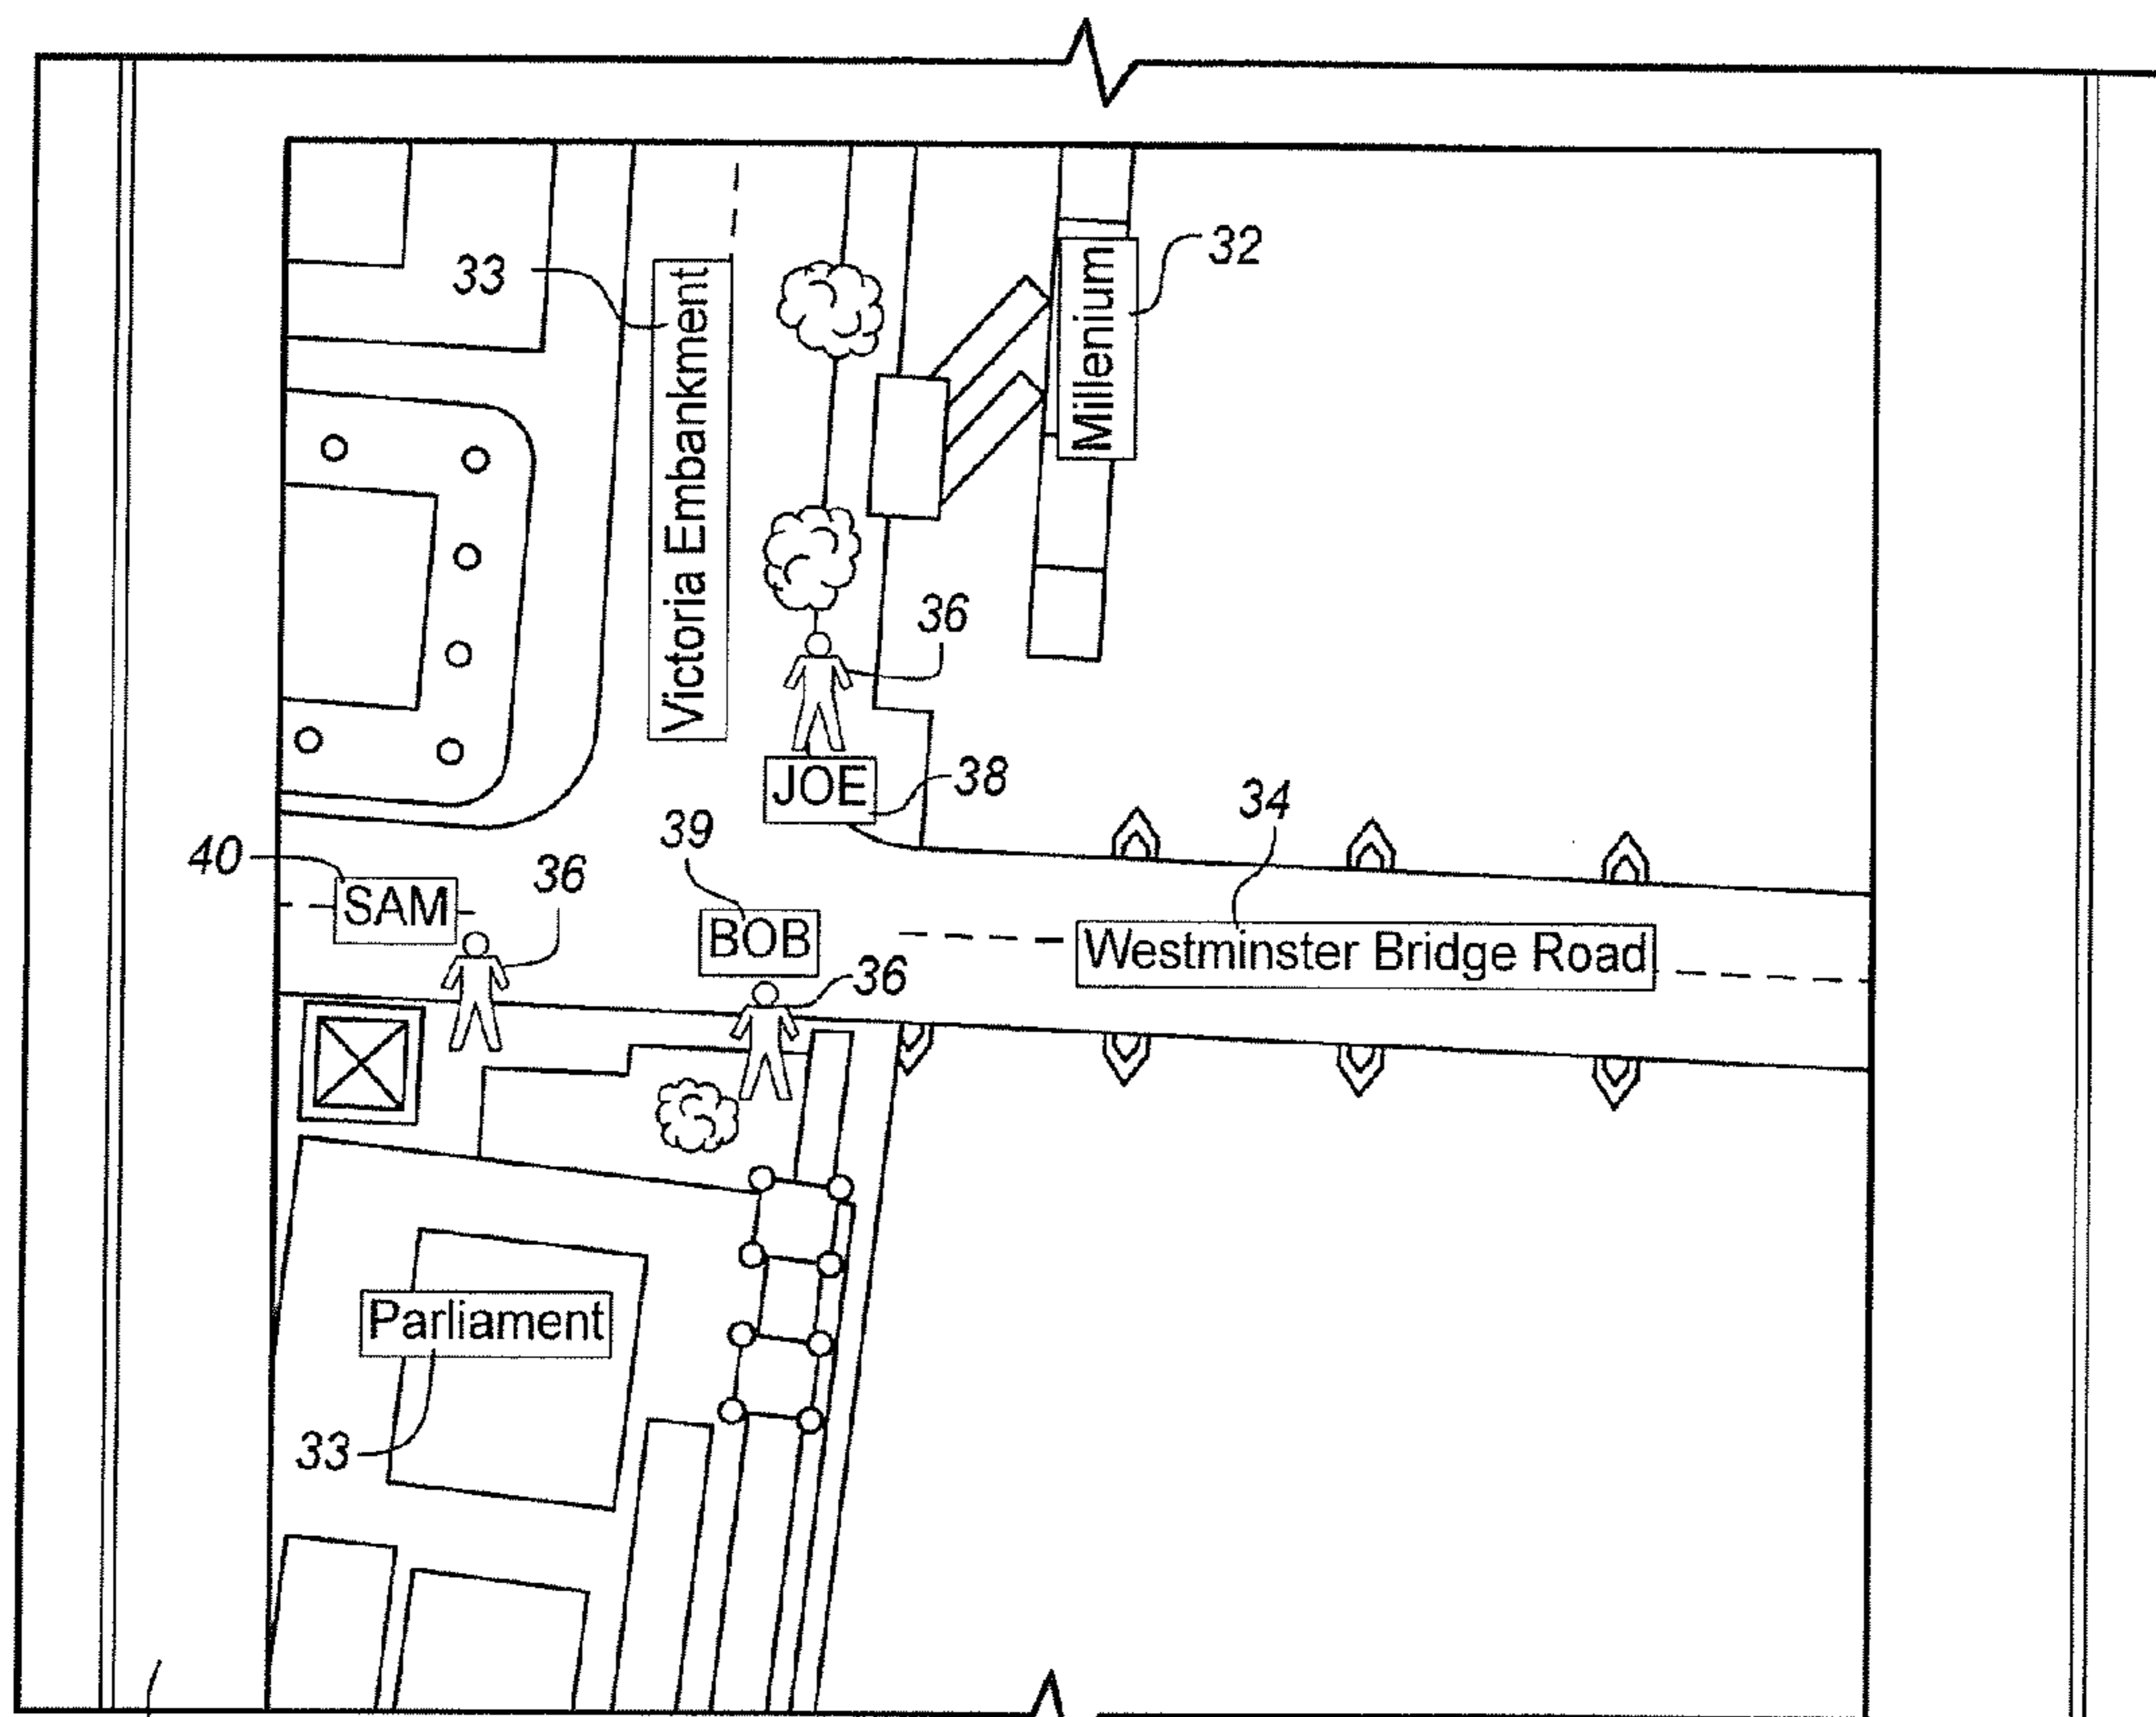 32
33
Millenium
Victoria Embankment
36
JOE
38
34
39
40
36
SAM
BOB
Westminster Bridge Road
36
Parliament
33